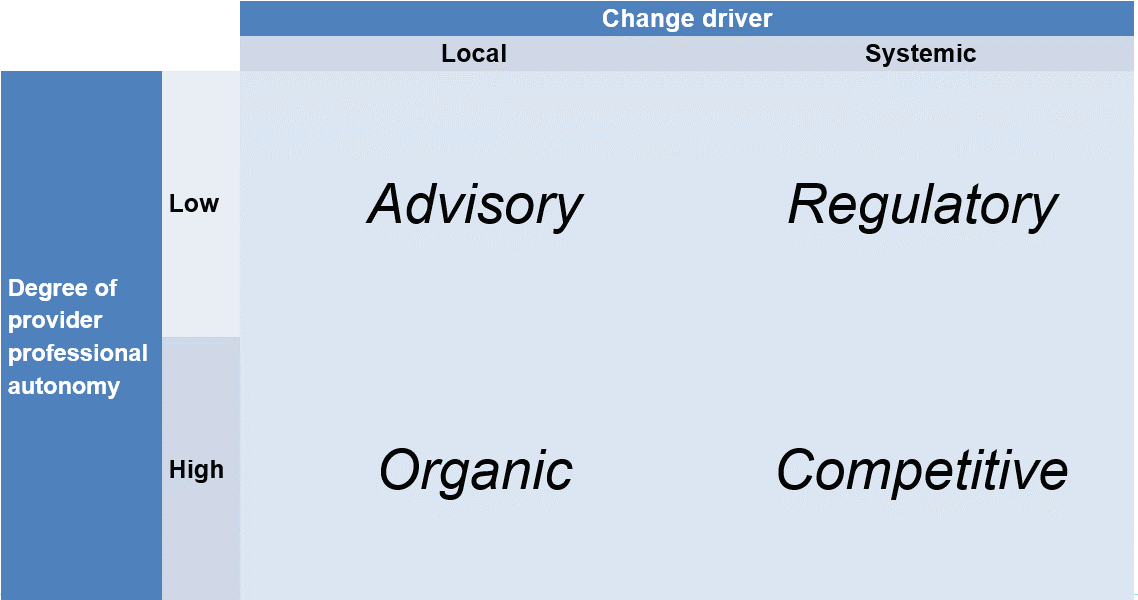 Change driver
Local
Systemic
Low
Advisory
Regulatory
Degree of
provider
professional
autonomy
High
Organic
Competitive